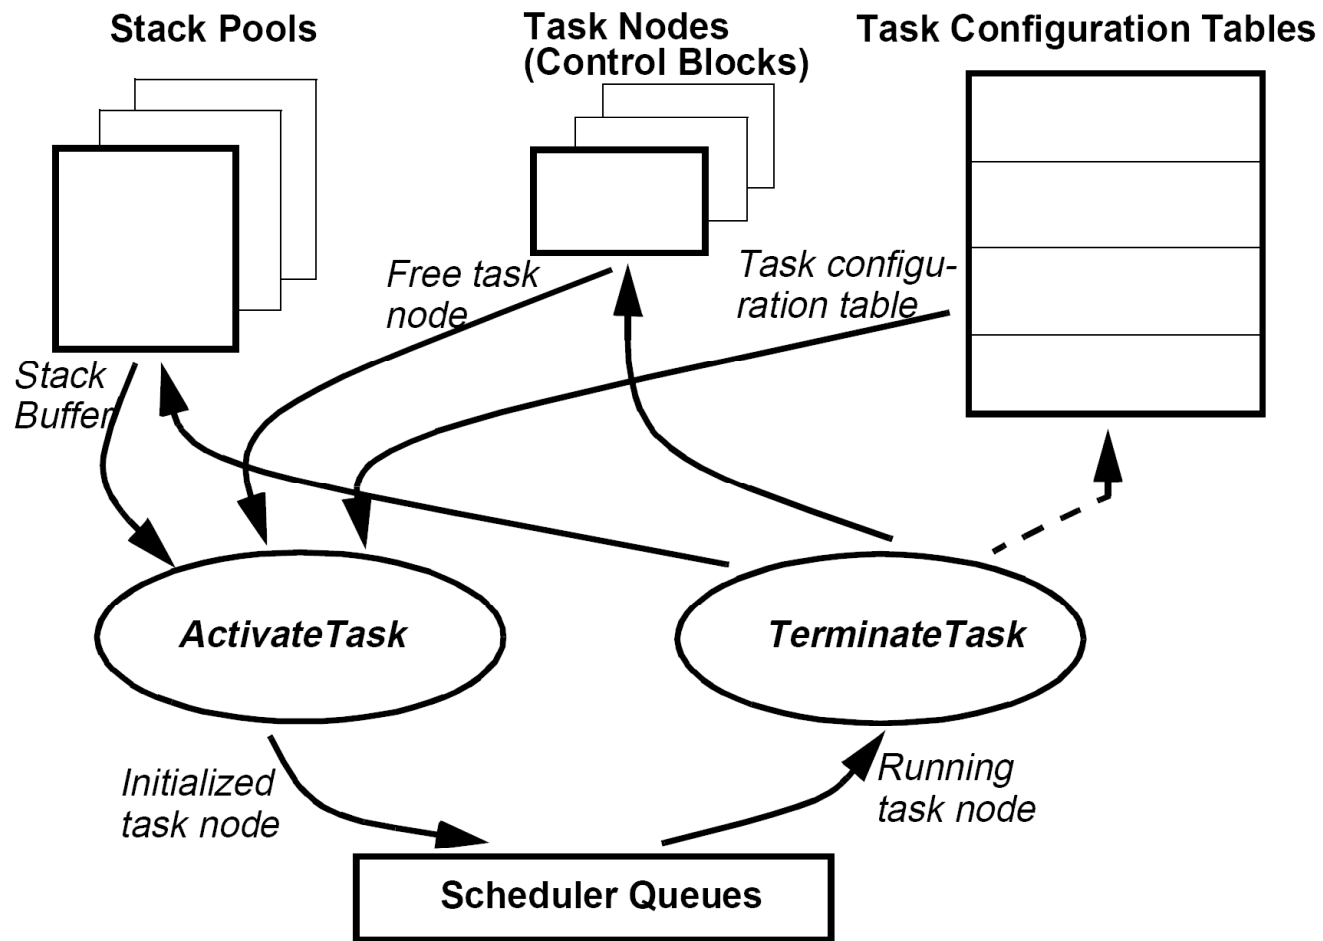 Stack Pools
Task Nodes
(Control Blocks)
Task Configuration Tables
Free task
node
Task configu-
ration table
Stack
Buffer
ActivateTask
TerminateTask
Initialized
task node
Running
task node
Scheduler Queues